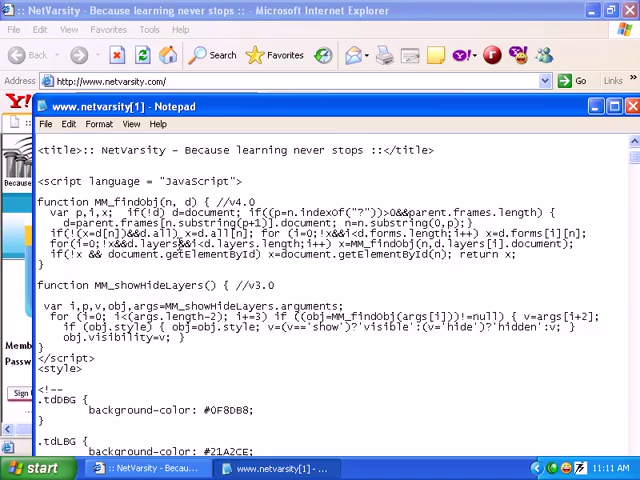 :: NetVarsity :: Because learning never stops :: - Microsoft Internet Explorer
File Edit View Favorites Tools Help
Back Search Favorites
Address http://www.netvarsity.com/ Go Links
www.netvarsity[1] - Notepad
File Edit Format View Help
<title>:: NetVarsity - Because learning never stops ::</title>
<script language = "JavaScript">
function MM_findObj(n, d) { //v4.0
var p,i,x; if(!d) d=document; if((p=n.indexOf("?"))>0&&parent.frames.length) {
d=parent.frames[n.substring(p+1)].document; n=n.substring(0,p);}
if(!(x=d[n])&&d.all) x=d.all[n]; for (i=0;!x&&i<d.forms.length;i++) x=d.forms[i][n];
for(i=0;!x&&d.layers&&i<d.layers.length;i++) x=MM_findObj(n,d.layers[i].document);
if(!x && document.getElementById) x=document.getElementById(n); return x;
}
function MM_showHideLayers() { //v3.0
var i,p,v,obj,args=MM_showHideLayers.arguments;
for (i=0; i<(args.length-2); i+=3) if ((obj=MM_findObj(args[i]))!=null) { v=args[i+2];
if (obj.style) { obj=obj.style; v=(v=='show')?'visible':(v='hide')?'hidden':v; }
obj.visibility=v; }
}
</script>
<style>
<!--
.tdDBG {
background-color: #0F8DB8;
}
.tdLBG {
background-color: #21A2CE;
Because
Memb
Passw
Sign
start :: NetVarsity - Becau... www.netvarsity[1] - ... 11:11 AM